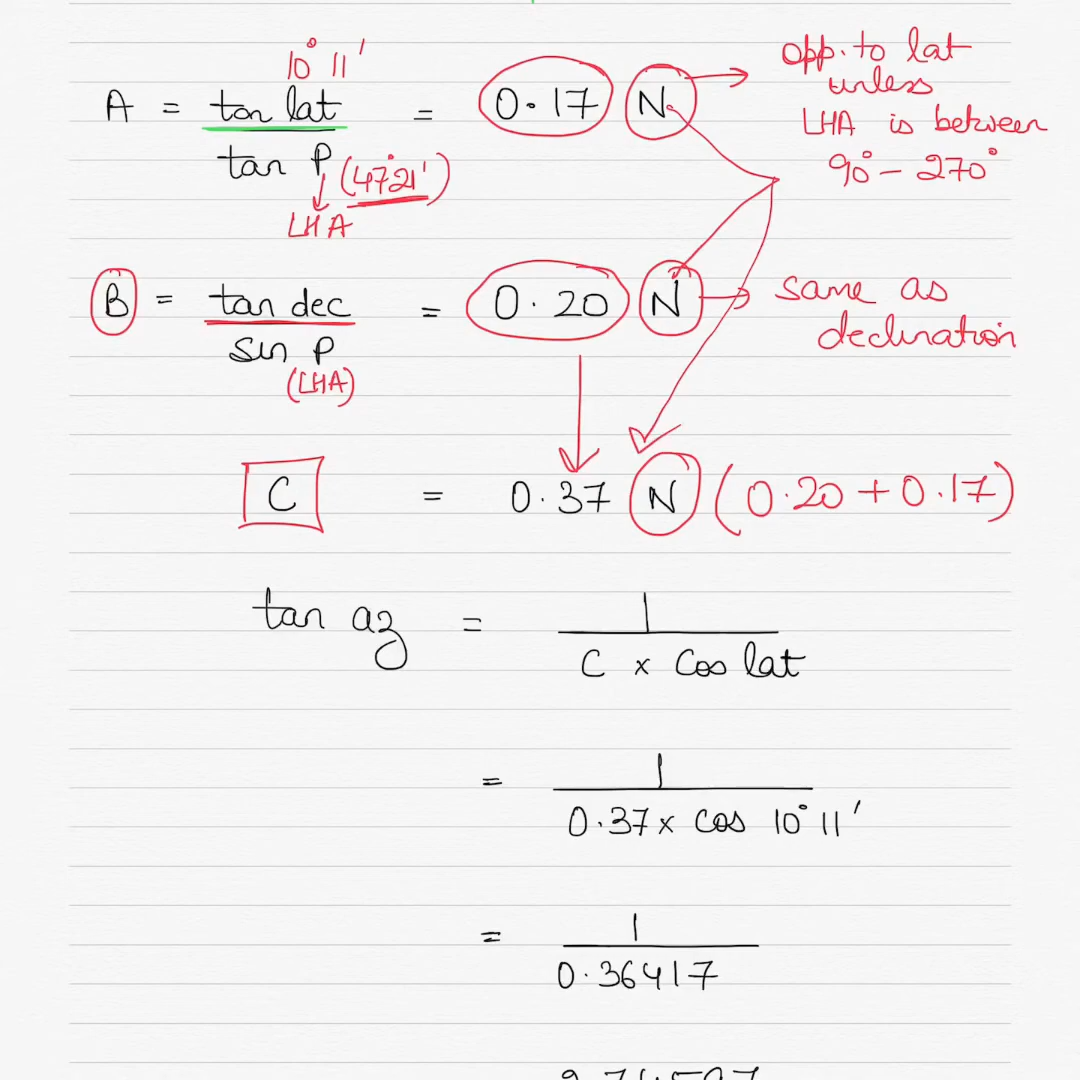 10° 11'
A = tan lat = 0.17 N
tan P (47°21')
LHA
opp. to lat
unless
LHA is between
90° - 270°
B = tan dec = 0.20 N
sin P
(LHA)
same as
declination
C = 0.37 N (0.20 + 0.17)
tan az = 1
C x Cos lat
= 1
0.37 x cos 10° 11'
= 1
0.36417